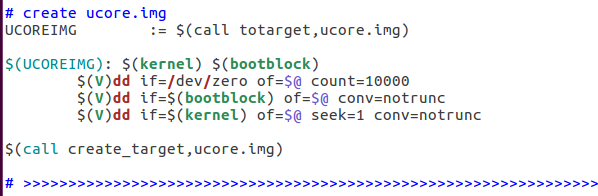 # create ucore.img
UCOREIMG        := $(call totarget,ucore.img)
$(UCOREIMG): $(kernel) $(bootblock)
        $(V)dd if=/dev/zero of=$@ count=10000
        $(V)dd if=$(bootblock) of=$@ conv=notrunc
        $(V)dd if=$(kernel) of=$@ seek=1 conv=notrunc
$(call create_target,ucore.img)
# >>>>>>>>>>>>>>>>>>>>>>>>>>>>>>>>>>>>>>>>>>>>>>>>>>>>>>>>>>>>>>>>